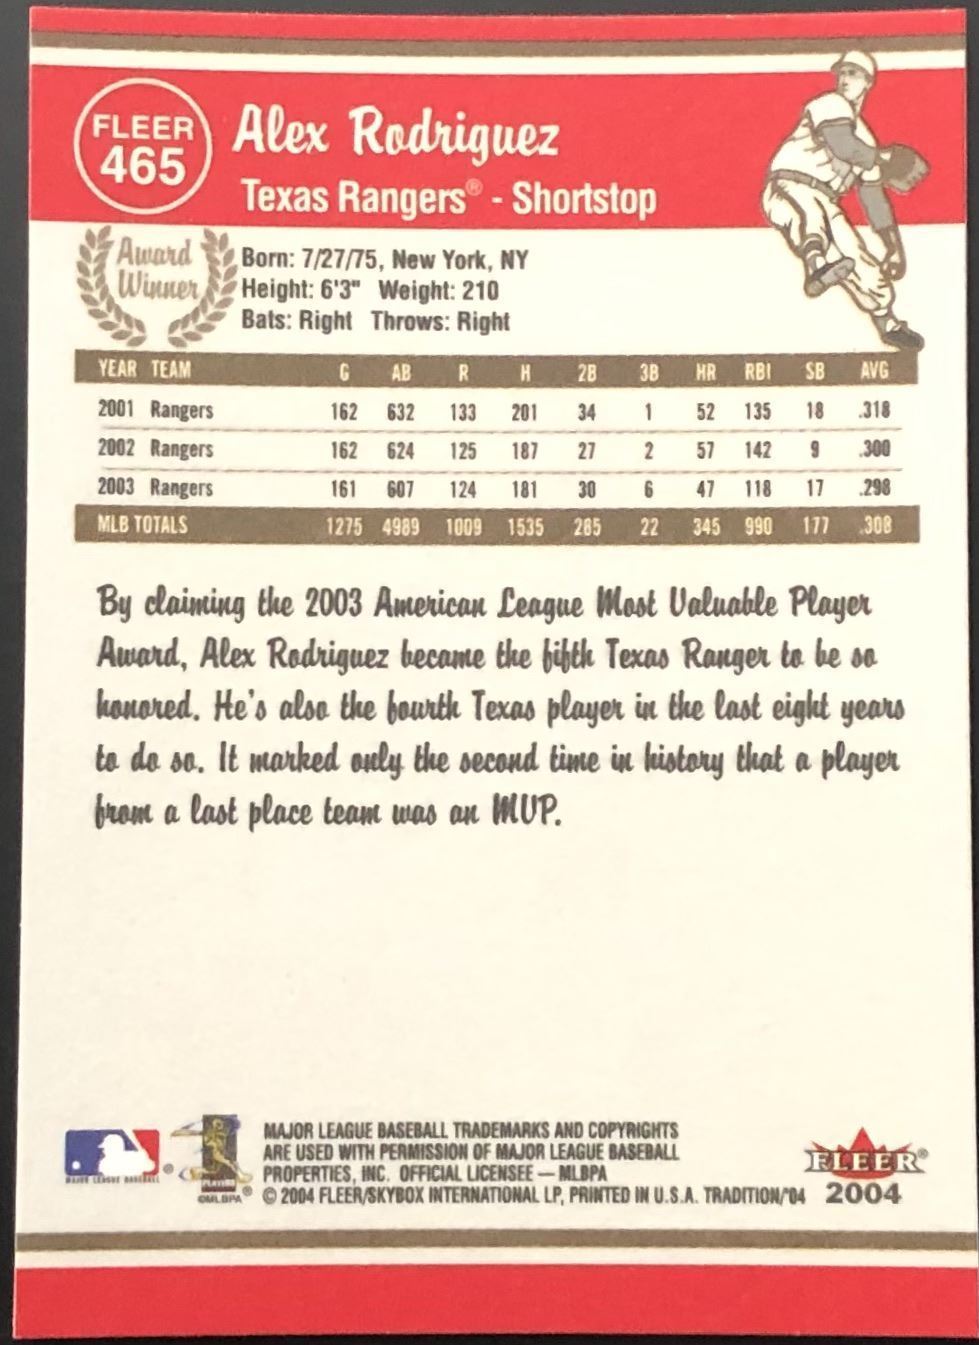 FLEER
465
Alex Rodriguez
Texas Rangers® - Shortstop
Award
Winner
Born: 7/27/75, New York, NY
Height: 6'3" Weight: 210
Bats: Right Throws: Right
YEAR TEAM G AB R H 2B 3B HR RBI SB AVG
2001 Rangers 162 632 133 201 34 1 52 135 18 .318
2002 Rangers 162 624 125 187 27 2 57 142 9 .300
2003 Rangers 161 607 124 181 30 6 47 118 17 .298
MLB TOTALS 1275 4989 1009 1535 285 22 345 990 177 .308
By claiming the 2003 American League Most Valuable Player
Award, Alex Rodriguez became the fifth Texas Ranger to be so
honored. He's also the fourth Texas player in the last eight years
to do so. It marked only the second time in history that a player
from a last place team was an MVP.
MAJOR LEAGUE BASEBALL®
PLAYERS
©MLBPA®
MAJOR LEAGUE BASEBALL TRADEMARKS AND COPYRIGHTS
ARE USED WITH PERMISSION OF MAJOR LEAGUE BASEBALL
PROPERTIES, INC. OFFICIAL LICENSEE — MLBPA
© 2004 FLEER/SKYBOX INTERNATIONAL LP, PRINTED IN U.S.A. TRADITION/'04
FLEER®
2004